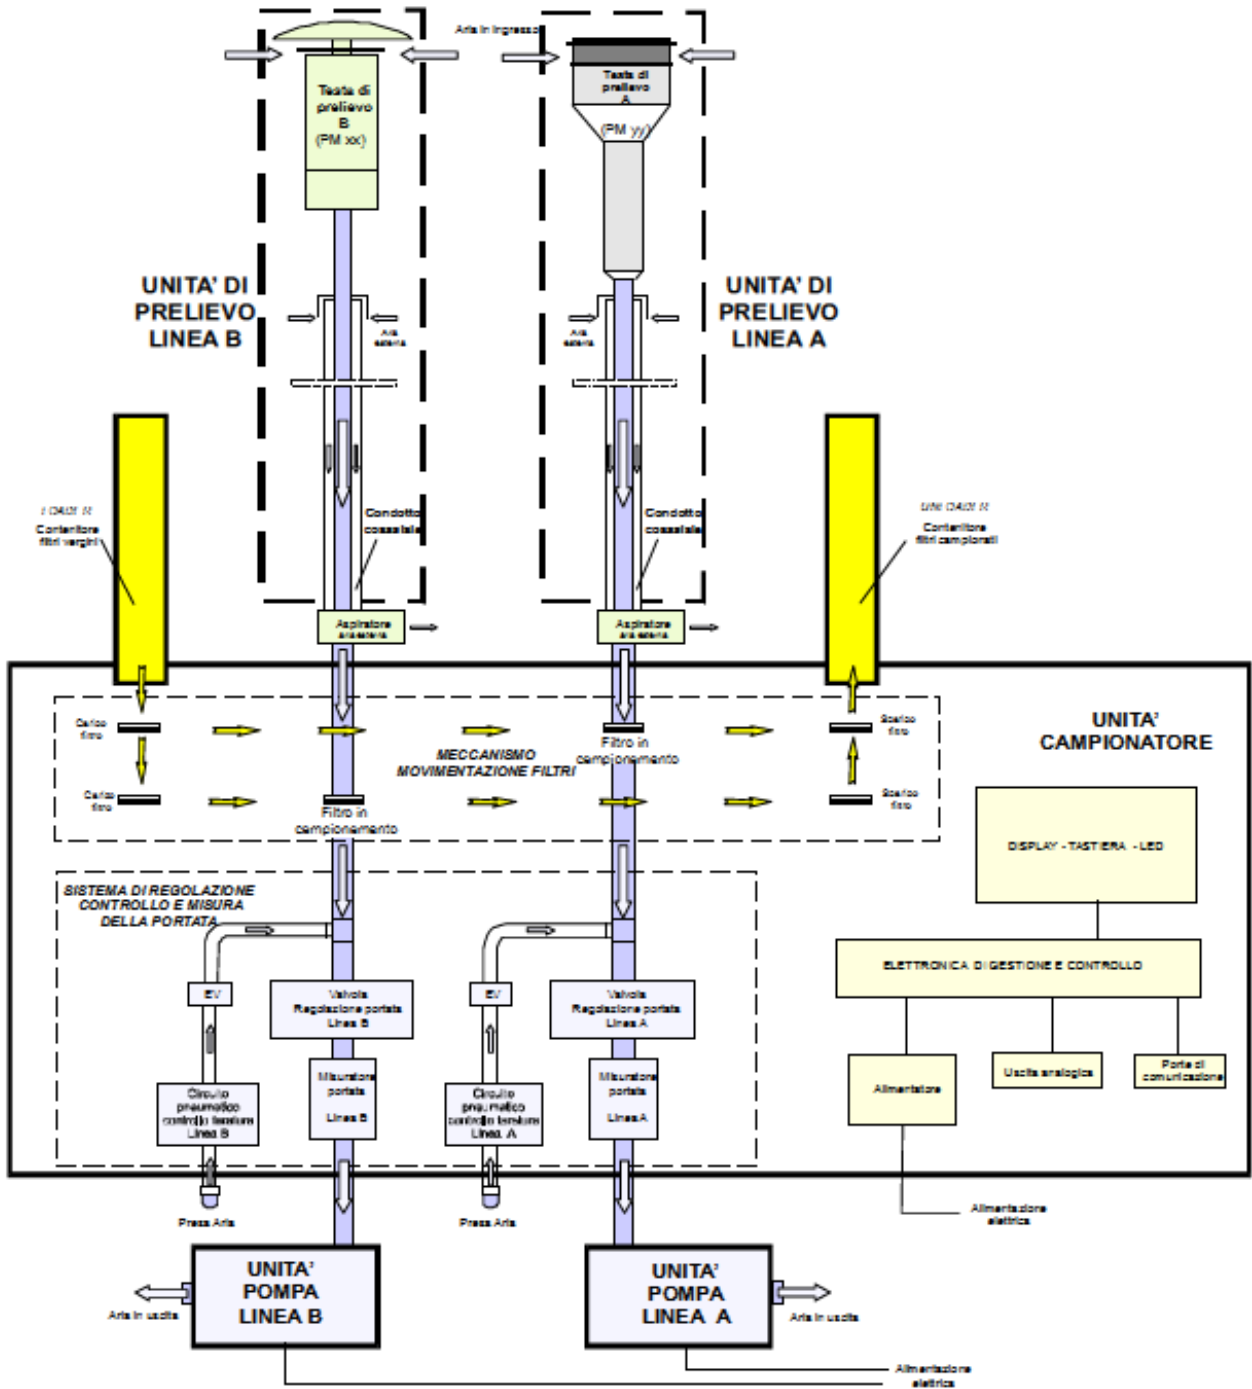 Aria in ingresso
Testa di
prelievo
B
(PM xx)
Testa di
prelievo
A
(PM yy)
UNITA' DI
PRELIEVO
LINEA B
UNITA' DI
PRELIEVO
LINEA A
Aria
esterna
Aria
esterna
Contenitore
filtri vergini
Condotto
coassiale
Condotto
coassiale
UNLOADER
Contenitore
filtri campionati
Aspiratore
aria esterna
Aspiratore
aria esterna
Carico
filtro
Filtro in
campionamento
Scarico
filtro
MECCANISMO
MOVIMENTAZIONE FILTRI
Carico
filtro
Filtro in
campionamento
Scarico
filtro
UNITA'
CAMPIONATORE
DISPLAY - TASTIERA - LED
SISTEMA DI REGOLAZIONE
CONTROLLO E MISURA
DELLA PORTATA
ELETTRONICA DI GESTIONE E CONTROLLO
EV
Valvola
Regolazione portata
Linea B
EV
Valvola
Regolazione portata
Linea A
Circuito
pneumatico
controllo taratura
Linea B
Misuratore
portata
Linea B
Circuito
pneumatico
controllo taratura
Linea A
Misuratore
portata
Linea A
Alimentatore
Uscita analogica
Porte di
comunicazione
Presa Aria
Presa Aria
Alimentazione
elettrica
UNITA'
POMPA
LINEA B
UNITA'
POMPA
LINEA A
Aria in uscita
Aria in uscita
Alimentazione
elettrica